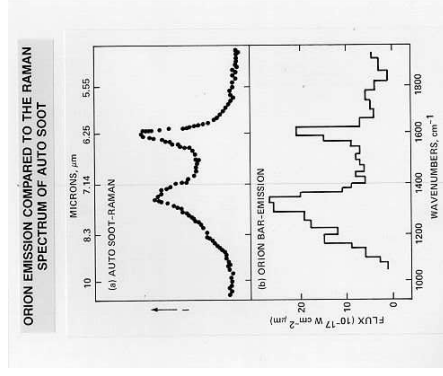 ORION EMISSION COMPARED TO THE RAMAN
SPECTRUM OF AUTO SOOT
MICRONS, μm
10
8.3
7.14
6.25
5.55
(a) AUTO SOOT–RAMAN
I
(b) ORION BAR–EMISSION
FLUX (10⁻¹⁷ W cm⁻² μm)
20
10
0
1000
1200
1400
1600
1800
WAVENUMBERS, cm⁻¹